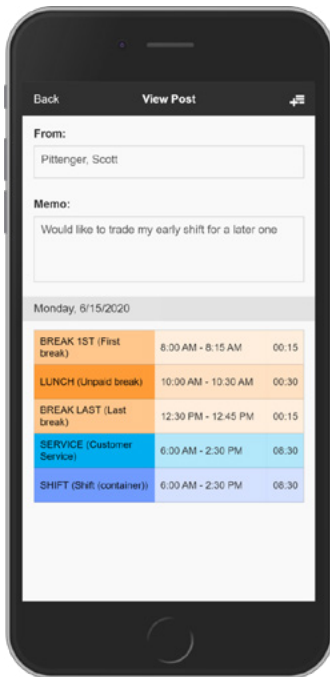 Back View Post
From:
Pittenger, Scott
Memo:
Would like to trade my early shift for a later one
Monday, 6/15/2020
BREAK 1ST (First
break) 8:00 AM - 8:15 AM 00:15
LUNCH (Unpaid break) 10:00 AM - 10:30 AM 00:30
BREAK LAST (Last
break) 12:30 PM - 12:45 PM 00:15
SERVICE (Customer
Service) 6:00 AM - 2:30 PM 08:30
SHIFT (Shift (container)) 6:00 AM - 2:30 PM 08:30